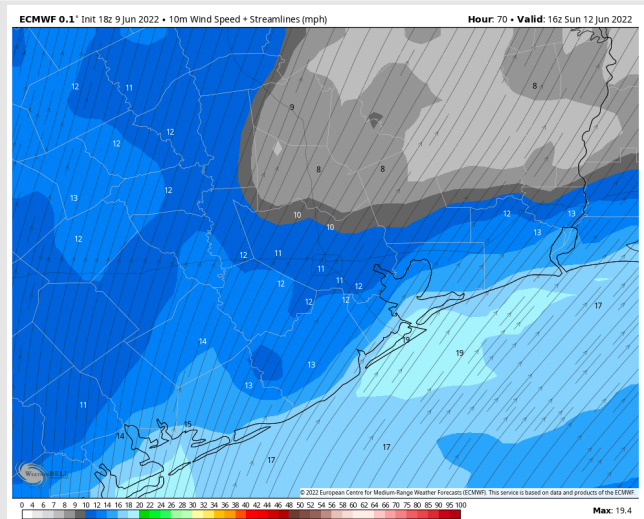 ECMWF 0.1° Init 18z 9 Jun 2022 • 10m Wind Speed + Streamlines (mph) Hour: 70 • Valid: 16z Sun 12 Jun 2022
12 11 8
9
12 12
12 8 8
12
13
10 12 13
10
12 13
12 11
11
12 11 12
12 12 17
14 19
19
13
13
11
14 15
17
17
WeatherBELL
© 2022 European Centre for Medium-Range Weather Forecasts (ECMWF). This service is based on data and products of the ECMWF.
0 4 6 7 8 9 10 11 12 13 14 15 16 18 20 22 24 26 28 30 32 34 36 38 40 42 44 46 48 50 52 54 56 58 60 62 64 66 68 70 75 80 85 90 95 100
Max: 19.4